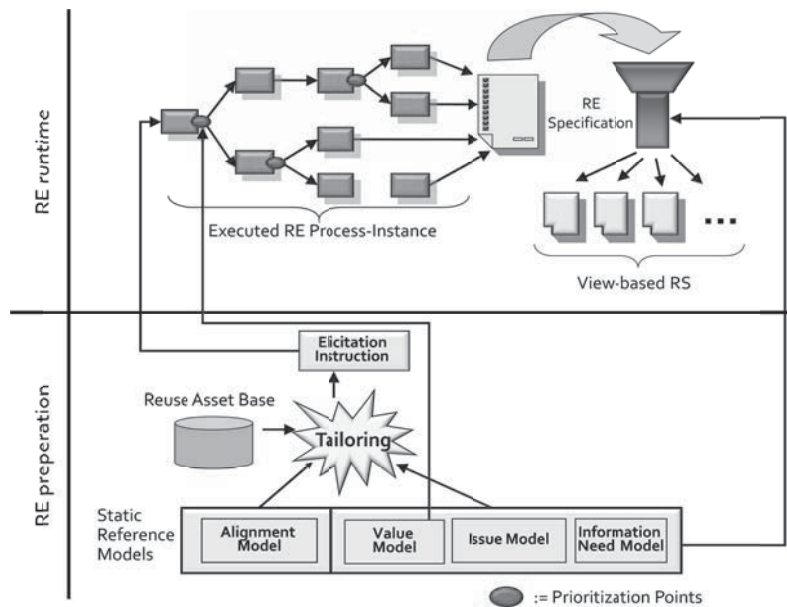 RE runtime
RE
Specification
Executed RE Process-Instance
View-based RS
RE preperation
Elicitation
Instruction
Reuse Asset Base
Tailoring
Static
Reference
Models
Alignment
Model
Value
Model
Issue Model
Information
Need Model
:= Prioritization Points